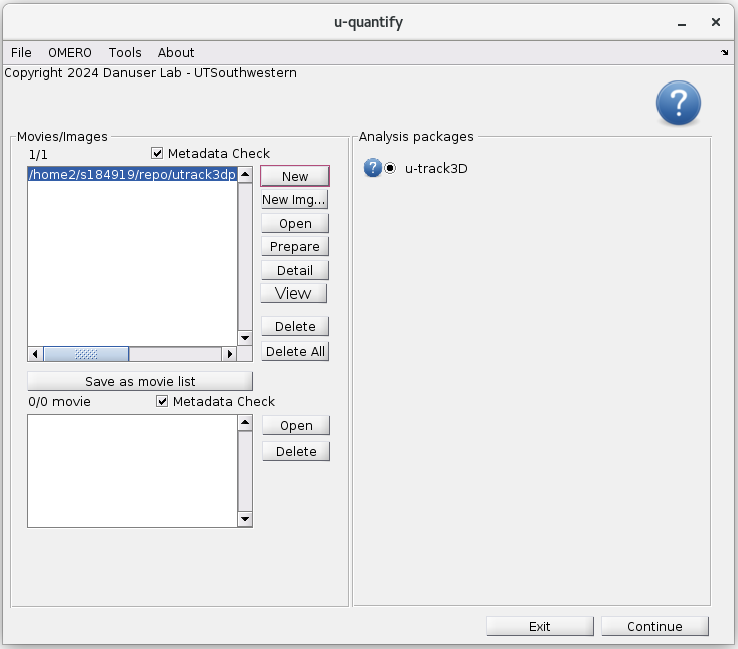 u-quantify
File OMERO Tools About
Copyright 2024 Danuser Lab - UTSouthwestern
?
Movies/Images
1/1 Metadata Check
/home2/s184919/repo/utrack3dp
New
New Img...
Open
Prepare
Detail
View
Delete
Delete All
Save as movie list
0/0 movie Metadata Check
Open
Delete
Analysis packages
? u-track3D
Exit Continue